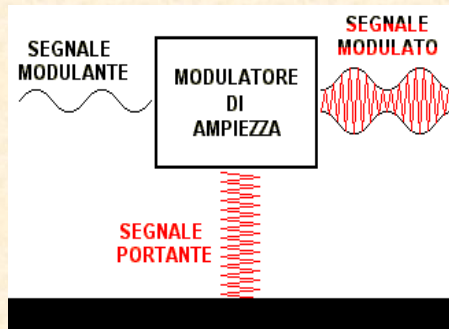 SEGNALE
MODULANTE
MODULATORE
DI
AMPIEZZA
SEGNALE
MODULATO
SEGNALE
PORTANTE